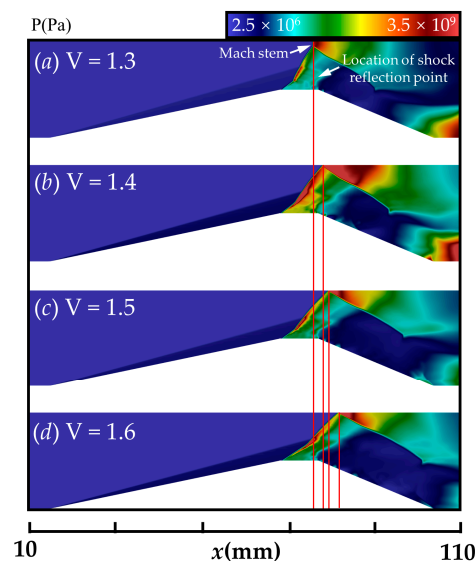 P(Pa)
2.5 × 10⁶ 3.5 × 10⁹
(a) V = 1.3
Mach stem
Location of shock
reflection point
(b) V = 1.4
(c) V = 1.5
(d) V = 1.6
10 x(mm) 110